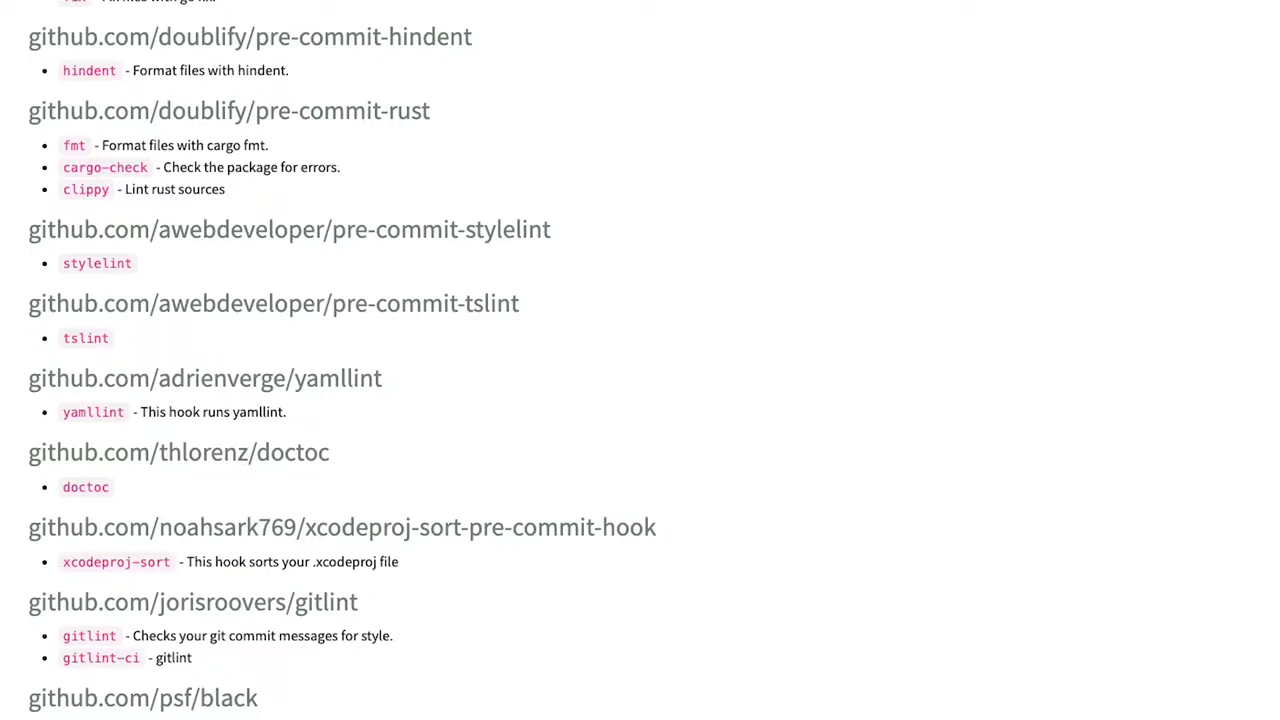 github.com/doublify/pre-commit-hindent
hindent - Format files with hindent.
github.com/doublify/pre-commit-rust
fmt - Format files with cargo fmt.
cargo-check - Check the package for errors.
clippy - Lint rust sources
github.com/awebdeveloper/pre-commit-stylelint
stylelint
github.com/awebdeveloper/pre-commit-tslint
tslint
github.com/adrienverge/yamllint
yamllint - This hook runs yamllint.
github.com/thlorenz/doctoc
doctoc
github.com/noahsark769/xcodeproj-sort-pre-commit-hook
xcodeproj-sort - This hook sorts your .xcodeproj file
github.com/jorisroovers/gitlint
gitlint - Checks your git commit messages for style.
gitlint-ci - gitlint
github.com/psf/black